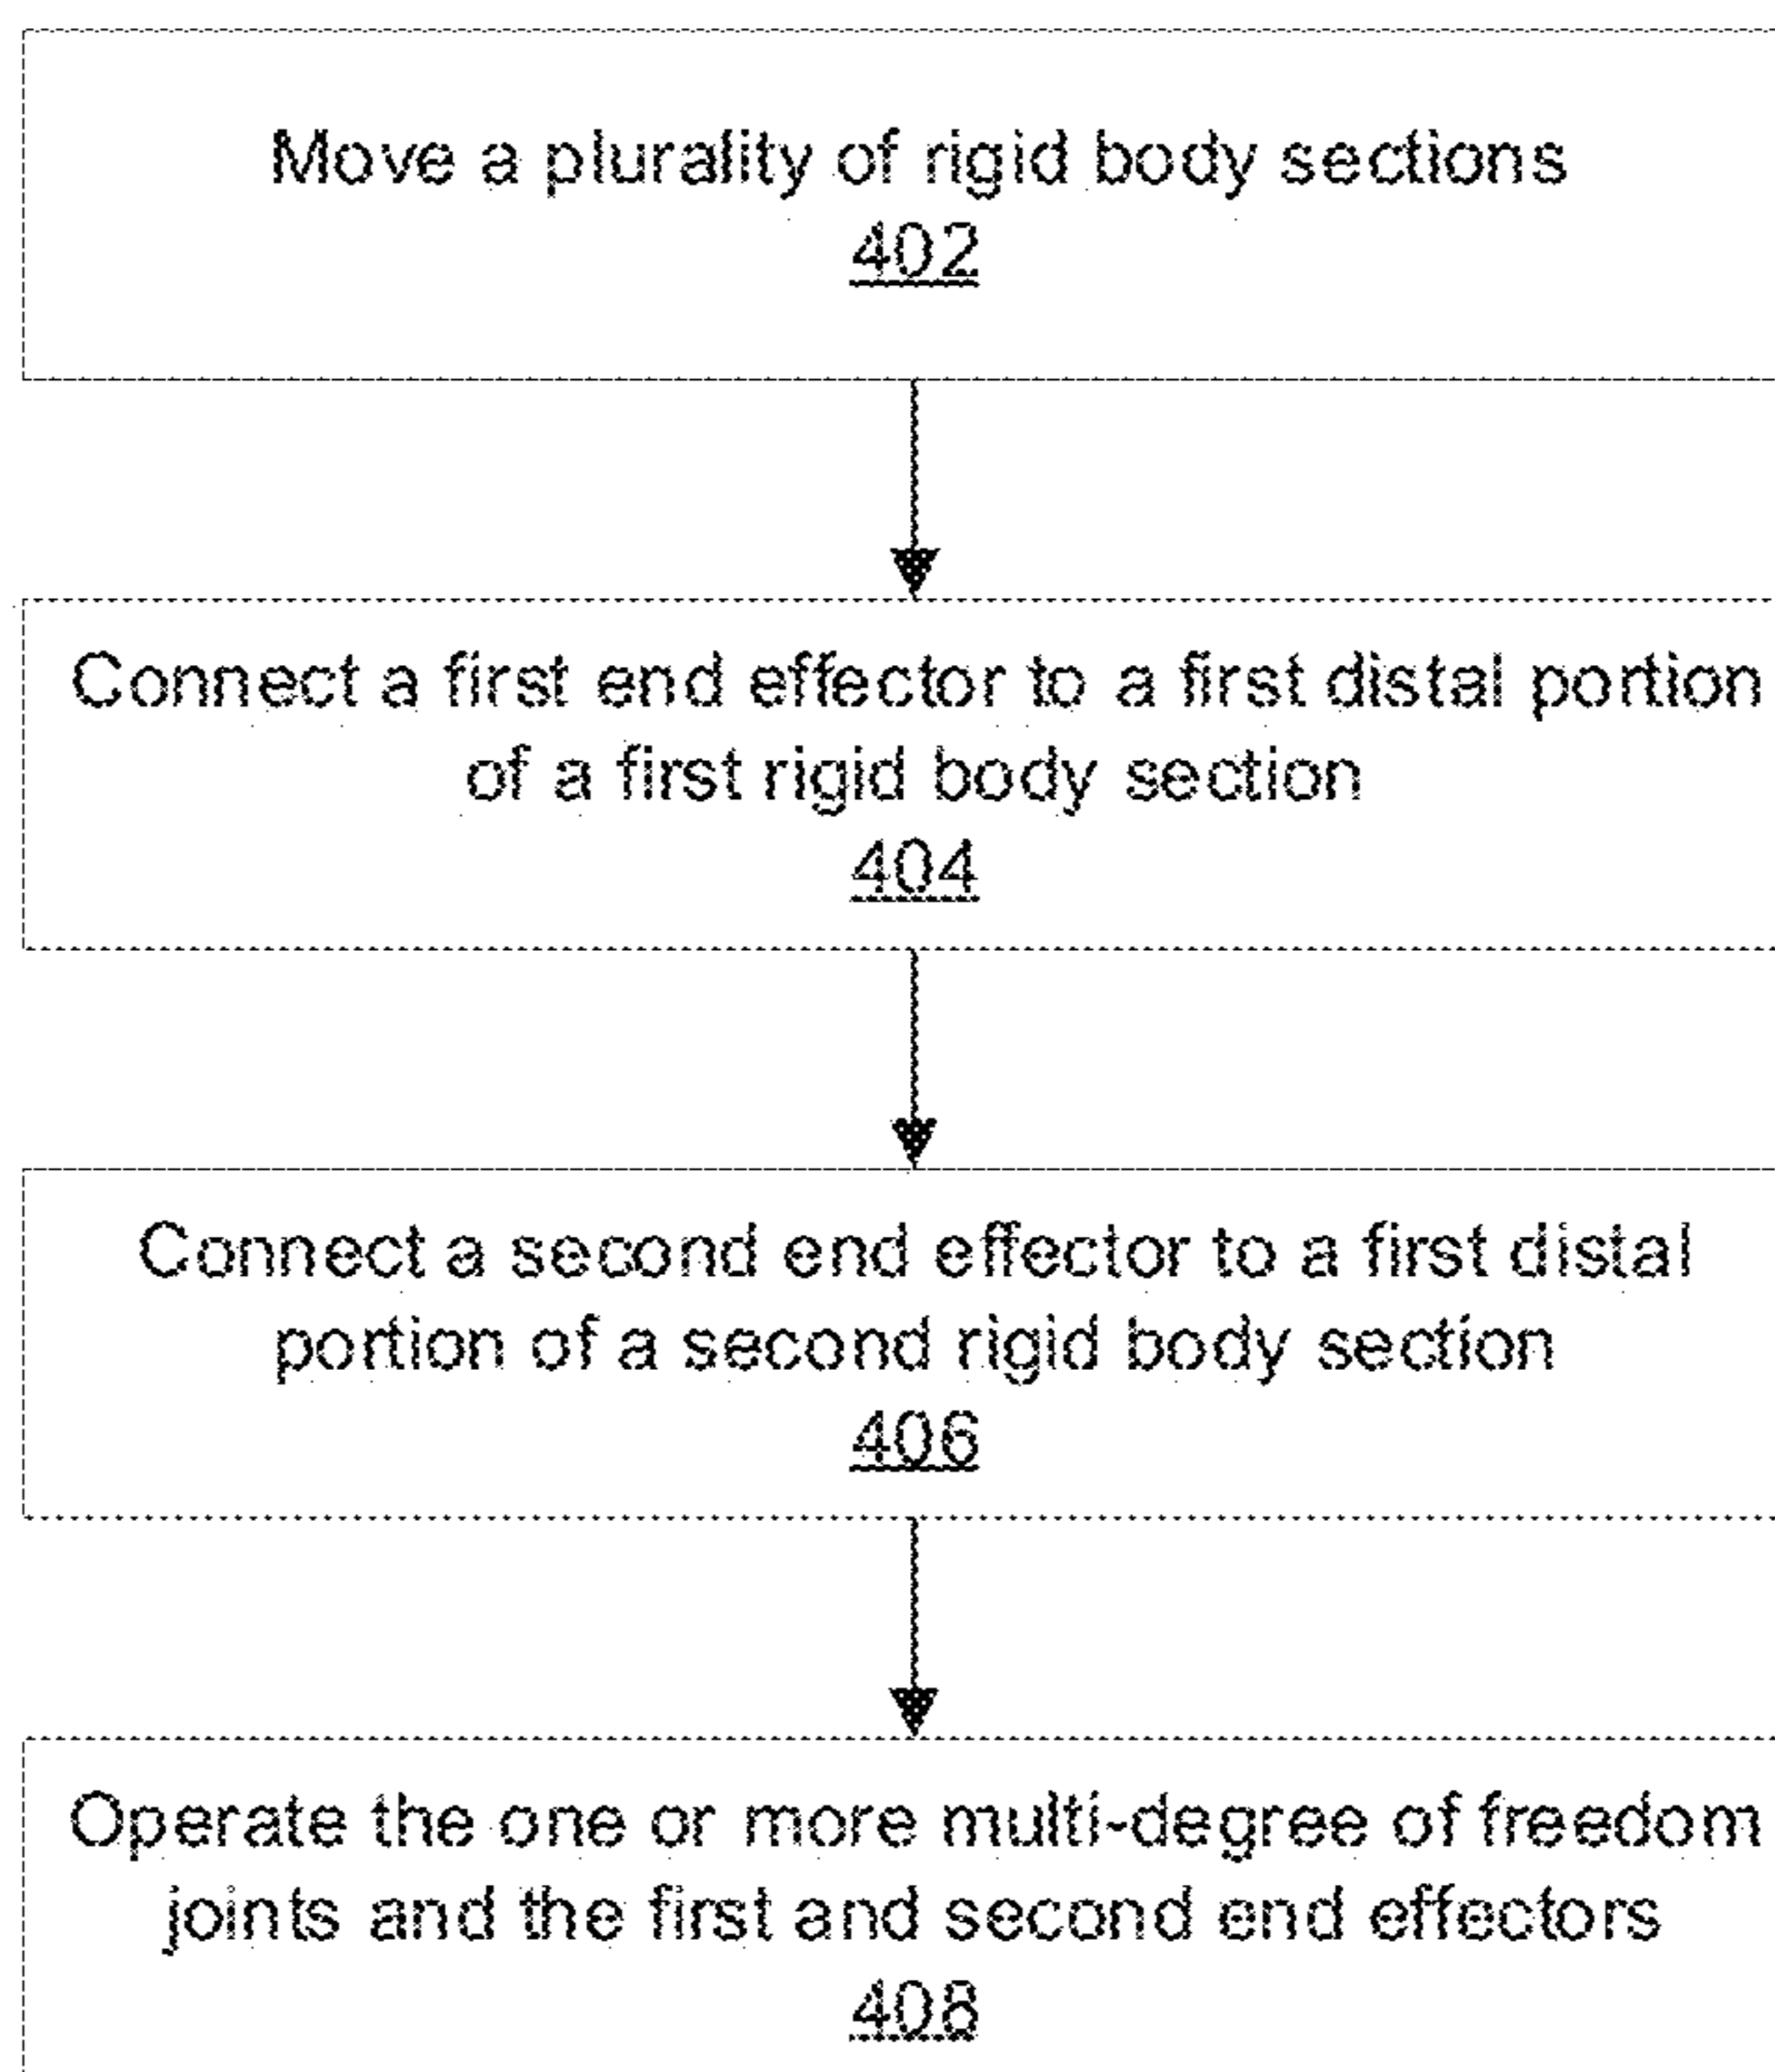 Move a plurality of rigid body sections
402
Connect a first end effector to a first distal portion
of a first rigid body section
404
Connect a second end effector to a first distal
portion of a second rigid body section
406
Operate the one or more multi-degree of freedom
joints and the first and second end effectors
408